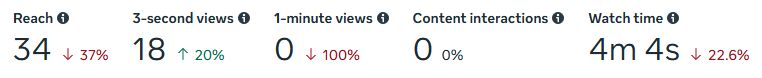 Reach 3-second views 1-minute views Content interactions Watch time
34 ↓ 37% 18 ↑ 20% 0 ↓ 100% 0 0% 4m 4s ↓ 22.6%